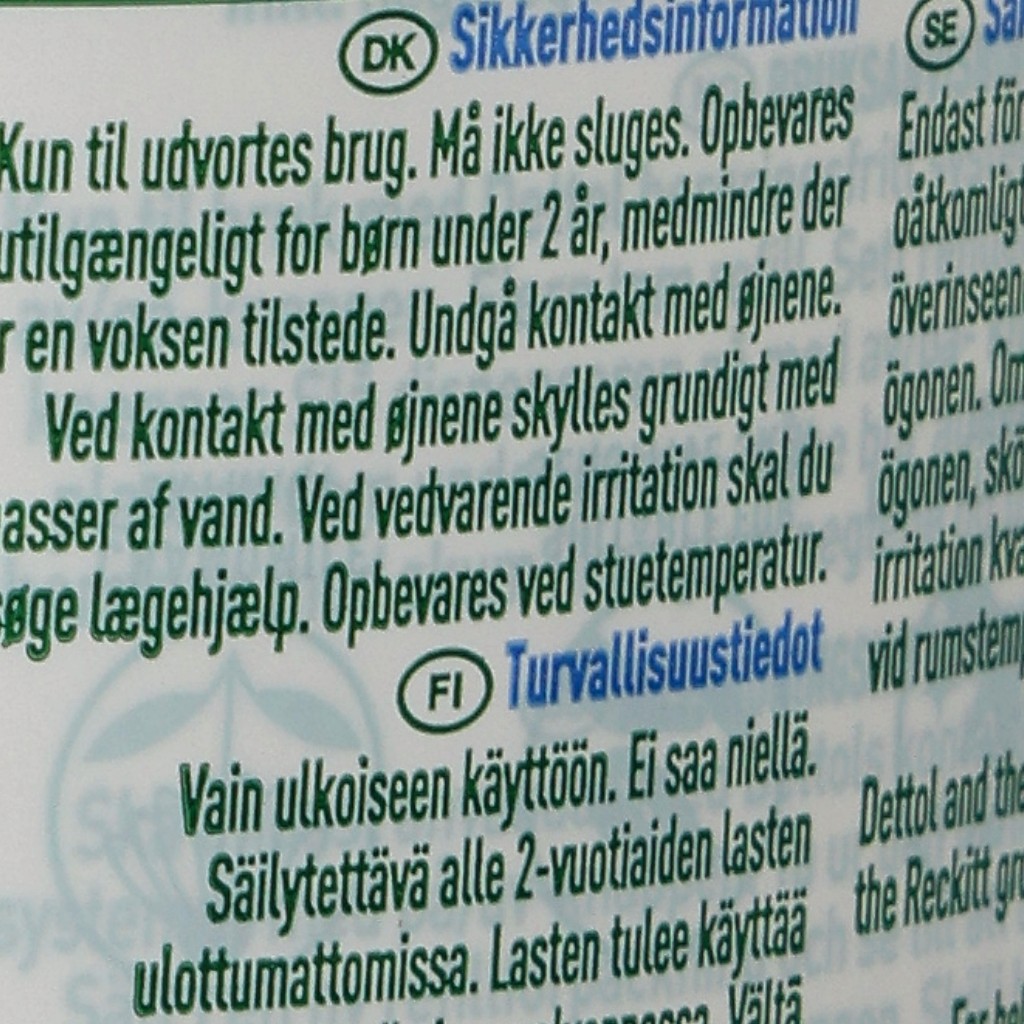 DK Sikkerhedsinformation
Kun til udvortes brug. Må ikke sluges. Opbevares
utilgængeligt for børn under 2 år, medmindre der
en voksen tilstede. Undgå kontakt med øjnene.
Ved kontakt med øjnene skylles grundigt med
asser af vand. Ved vedvarende irritation skal du
søge lægehjælp. Opbevares ved stuetemperatur.
FI Turvallisuustiedot
Vain ulkoiseen käyttöön. Ei saa niellä.
Säilytettävä alle 2-vuotiaiden lasten
ulottumattomissa. Lasten tulee käyttää
Vältä
SE
Endast för
oåtkomligt
överinseen
ögonen. Om
ögonen, skö
irritation kva
vid rumstemp
Dettol and the
the Reckitt gr